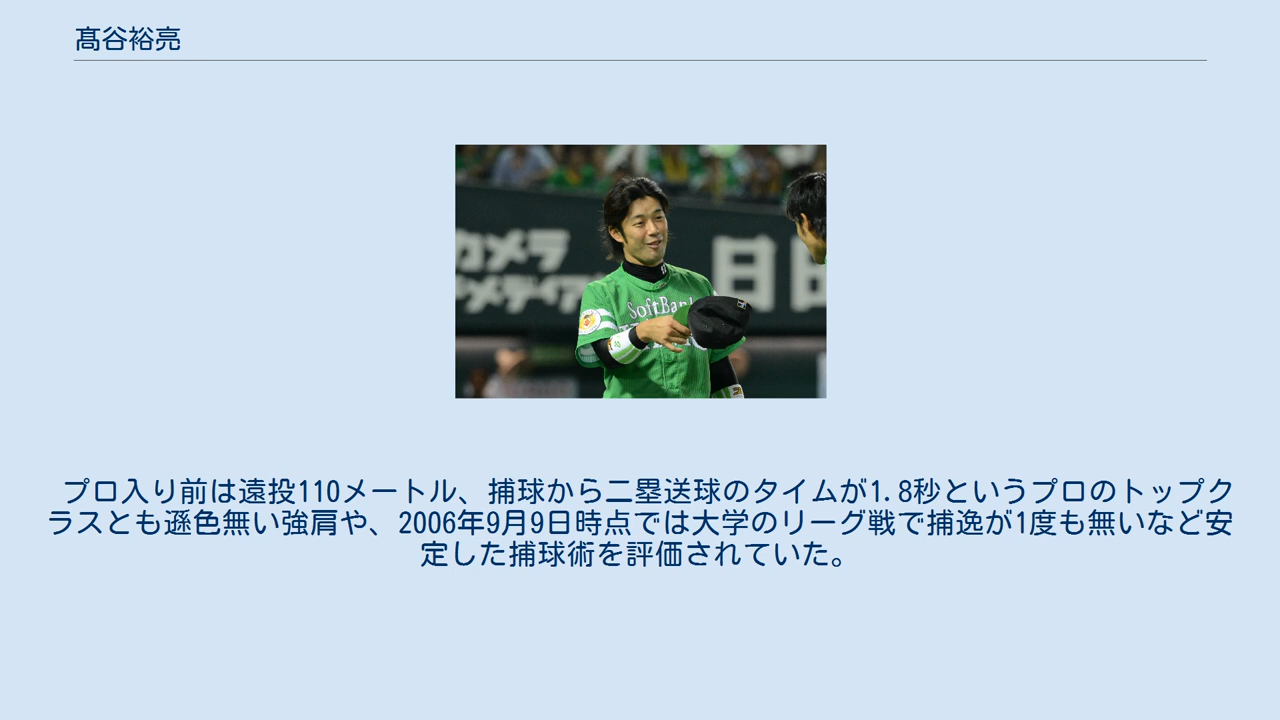 髙谷裕亮
カメラ
日
SoftBank
プロ入り前は遠投110メートル、捕球から二塁送球のタイムが1.8秒というプロのトップク
ラスとも遜色無い強肩や、2006年9月9日時点では大学のリーグ戦で捕逸が1度も無いなど安
定した捕球術を評価されていた。